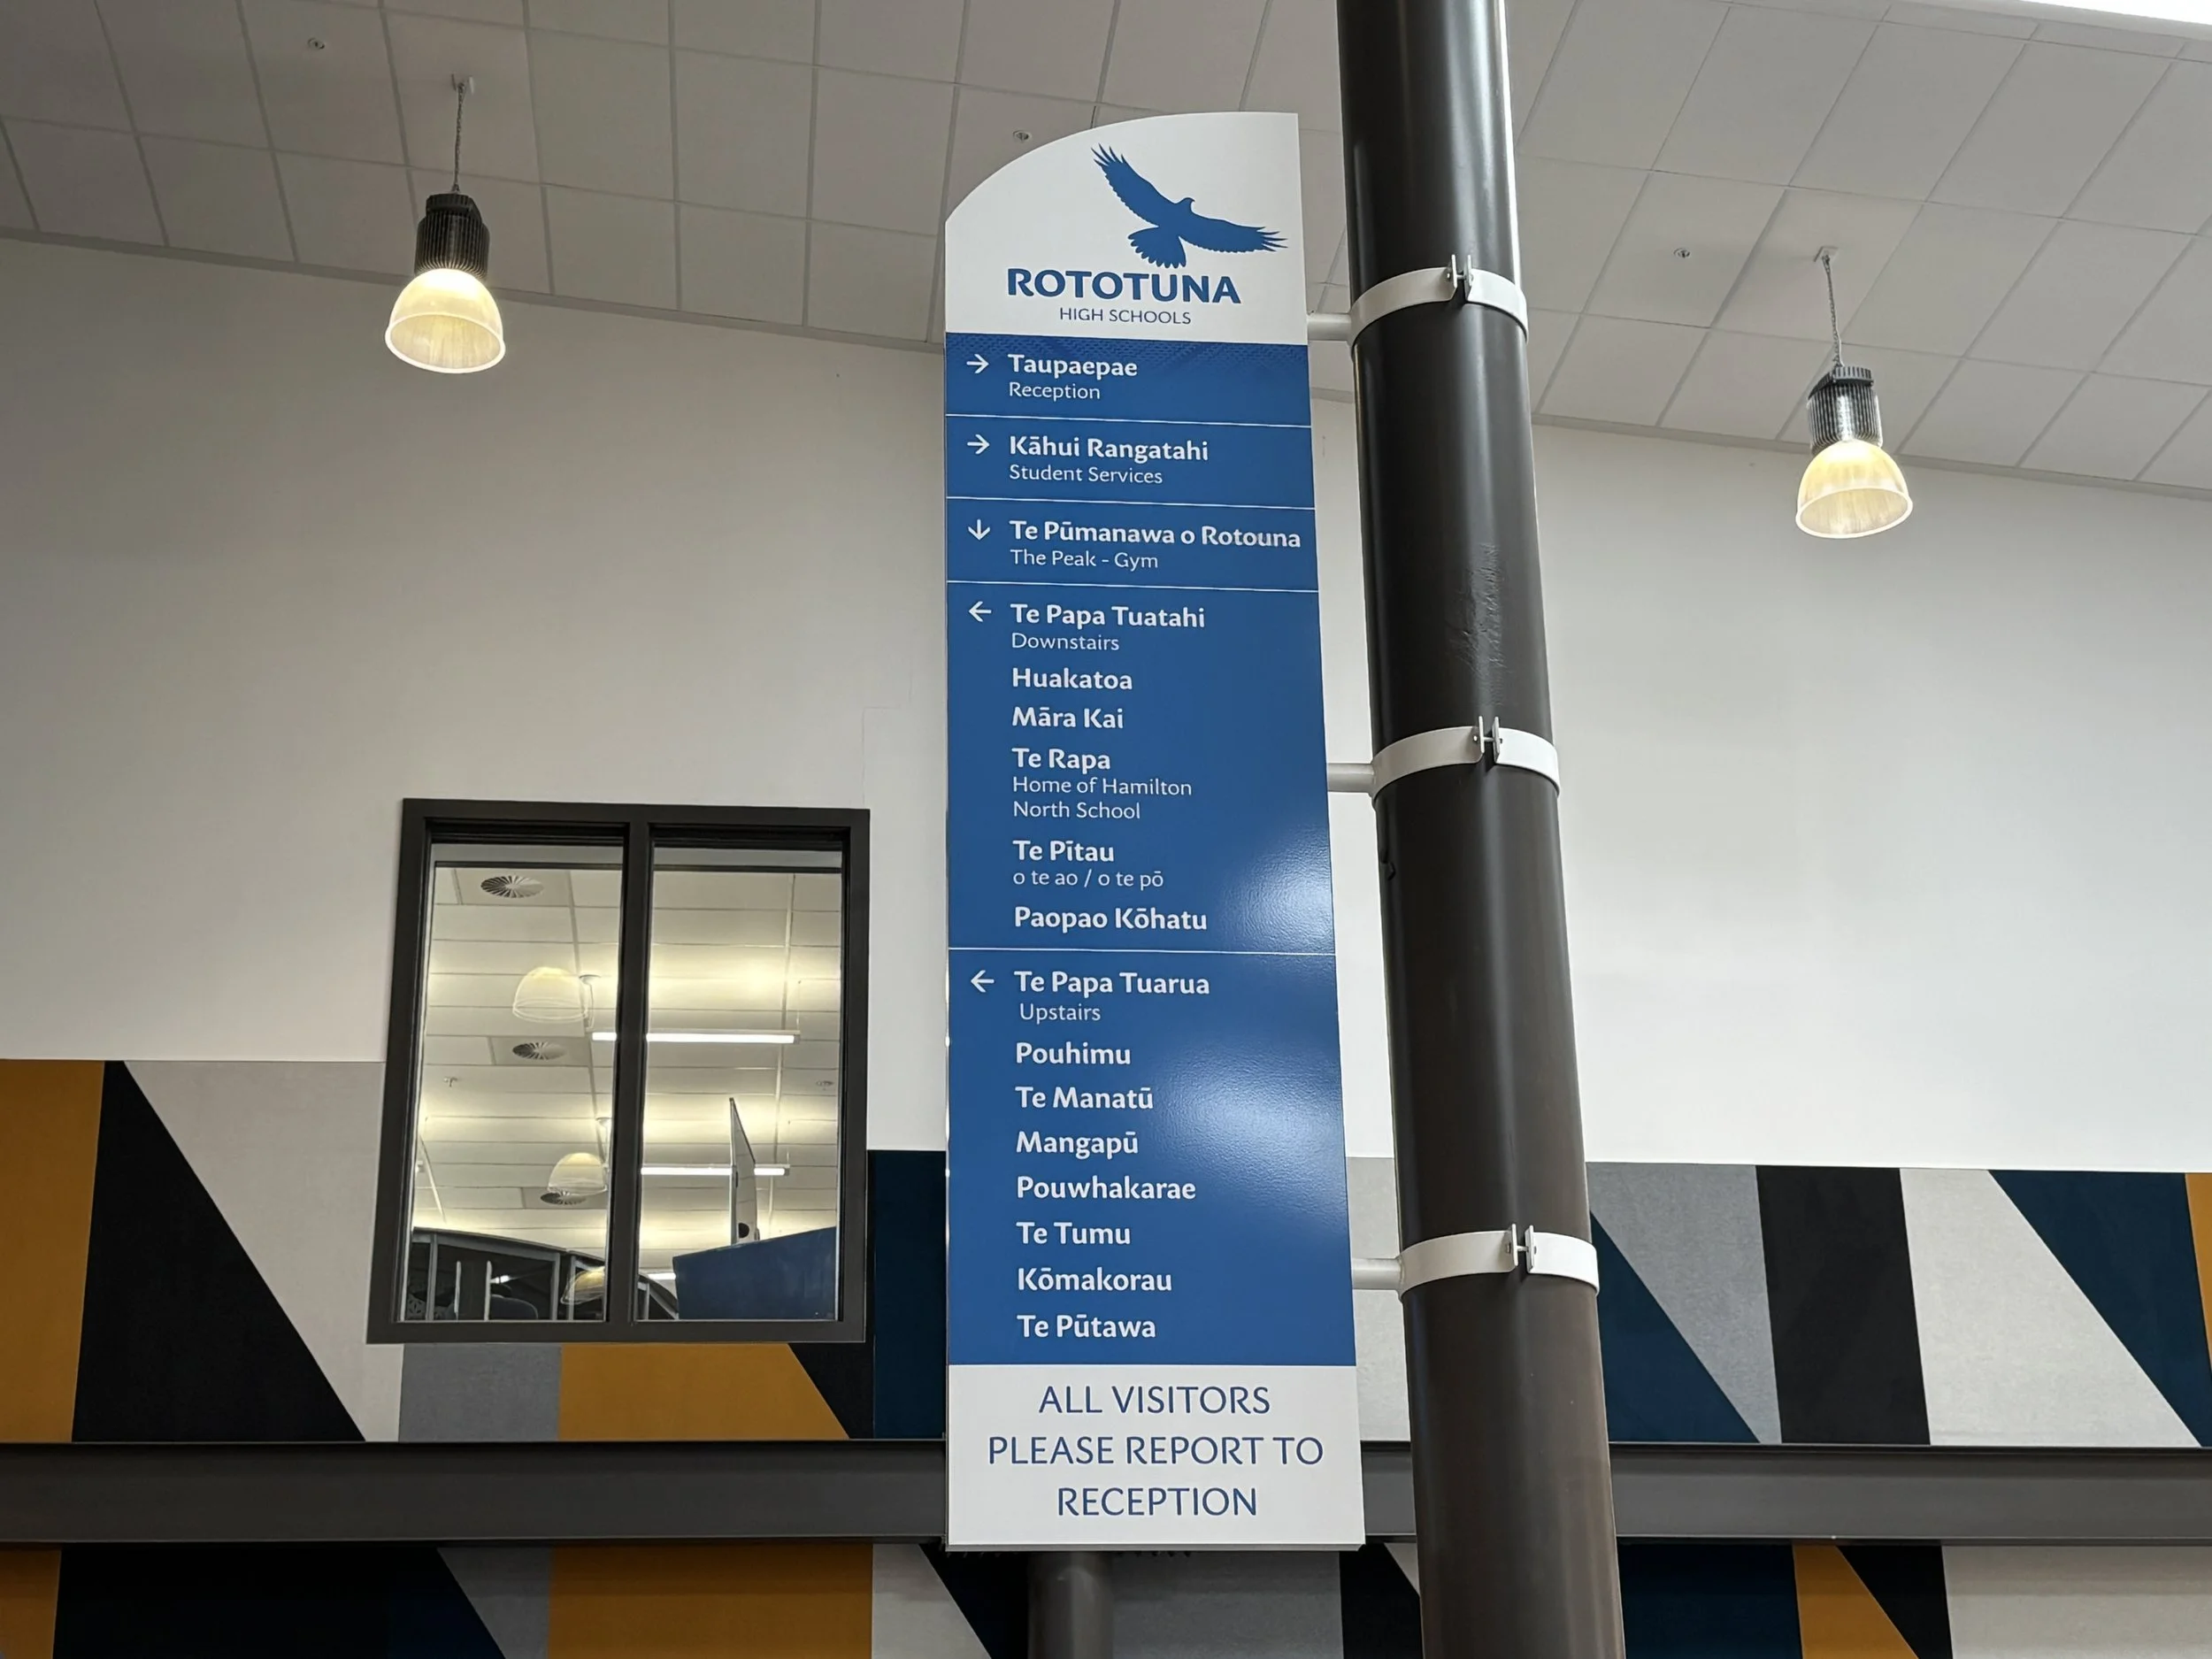 ROTOTUNA
HIGH SCHOOLS
→ Taupaepae
Reception
→ Kāhui Rangatahi
Student Services
↓ Te Pūmanawa o Rotouna
The Peak - Gym
← Te Papa Tuatahi
Downstairs
Huakatoa
Māra Kai
Te Rapa
Home of Hamilton
North School
Te Pītau
o te ao / o te pō
Paopao Kōhatu
← Te Papa Tuarua
Upstairs
Pouhimu
Te Manatū
Mangapū
Pouwhakarae
Te Tumu
Kōmakorau
Te Pūtawa
ALL VISITORS
PLEASE REPORT TO
RECEPTION